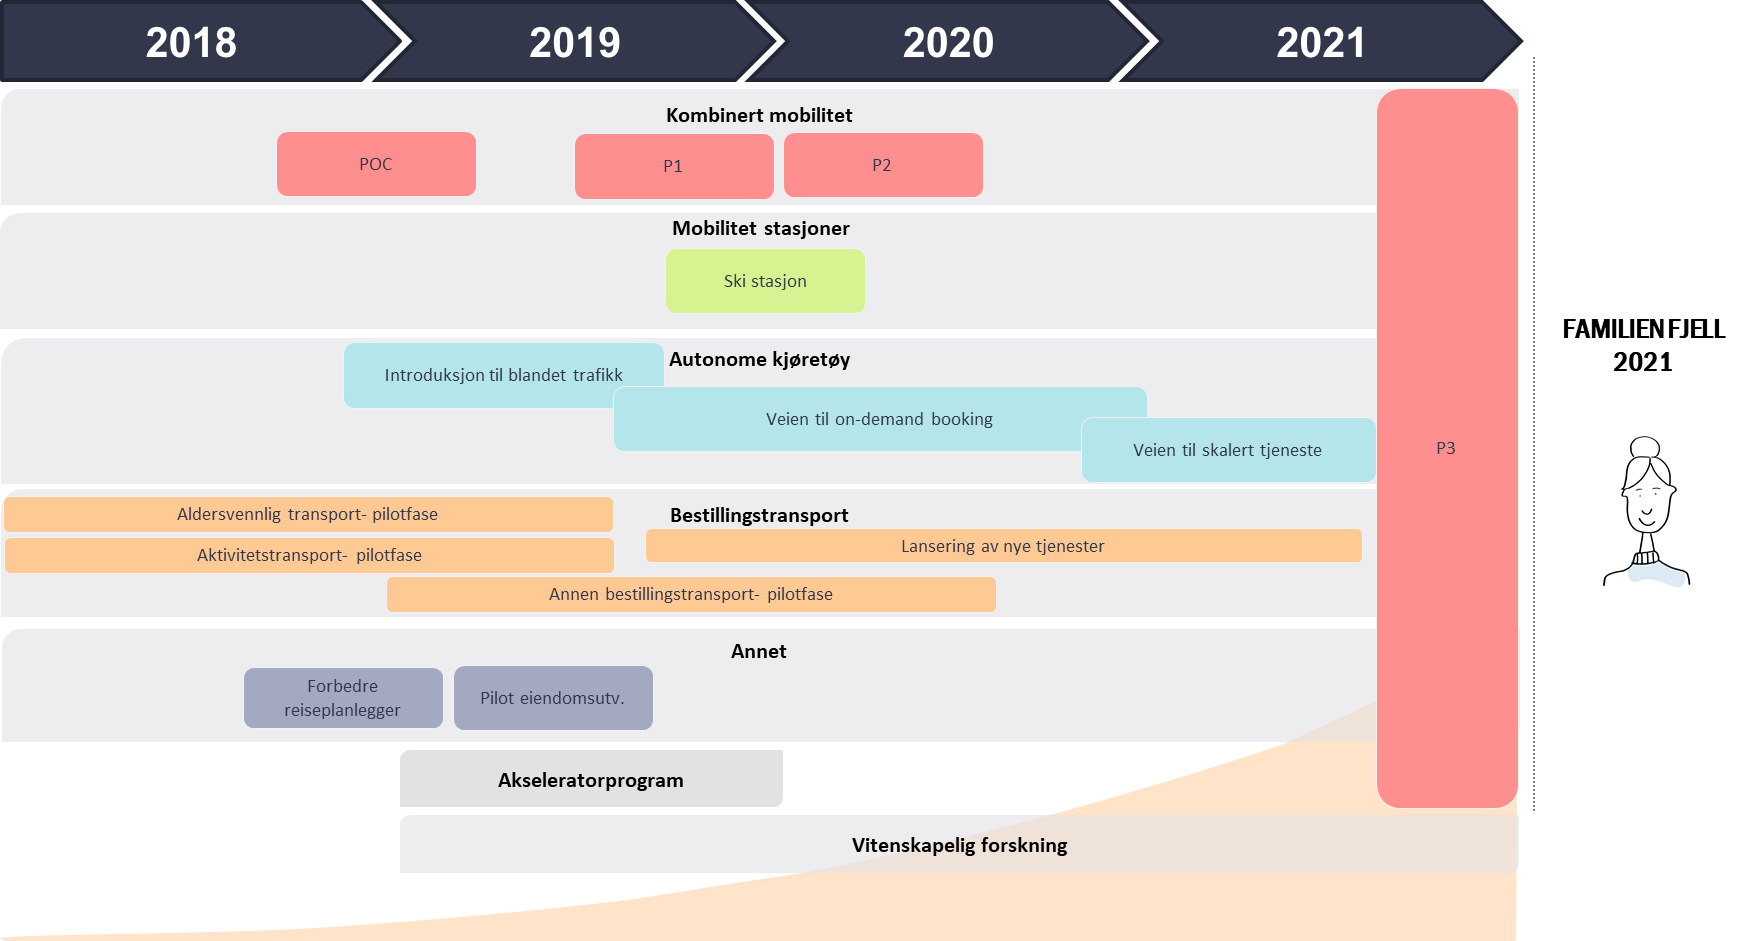 2018
2019
2020
2021
Kombinert mobilitet
POC
P1
P2
Mobilitet stasjoner
Ski stasjon
Autonome kjøretøy
Introduksjon til blandet trafikk
Veien til on-demand booking
Veien til skalert tjeneste
P3
Bestillingstransport
Aldersvennlig transport- pilotfase
Aktivitetstransport- pilotfase
Lansering av nye tjenester
Annen bestillingstransport- pilotfase
Annet
Forbedre
reiseplanlegger
Pilot eiendomsutv.
Akseleratorprogram
Vitenskapelig forskning
FAMILIEN FJELL
2021